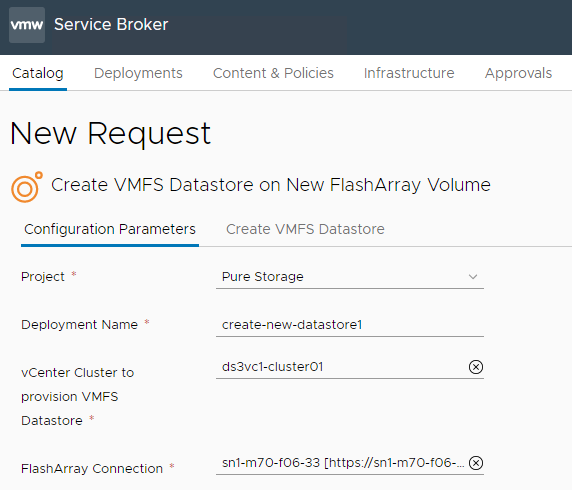 vmw Service Broker
Catalog Deployments Content & Policies Infrastructure Approvals
New Request
Create VMFS Datastore on New FlashArray Volume
Configuration Parameters Create VMFS Datastore
Project * Pure Storage
Deployment Name * create-new-datastore1
vCenter Cluster to
provision VMFS
Datastore *
ds3vc1-cluster01
FlashArray Connection * sn1-m70-f06-33 [https://sn1-m70-f06-...